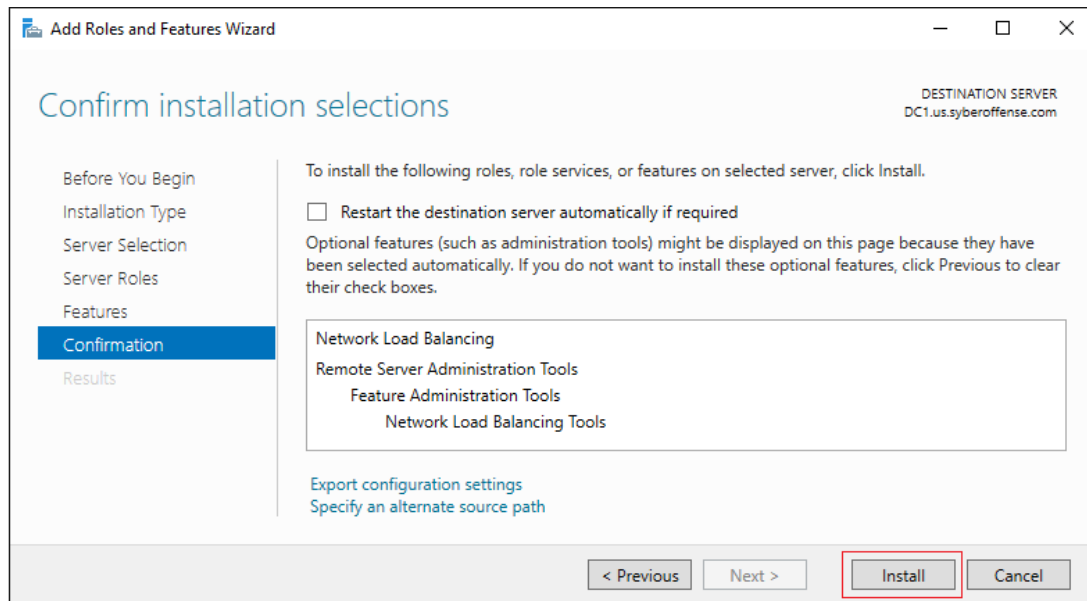 Add Roles and Features Wizard
Confirm installation selections
DESTINATION SERVER
DC1.us.syberoffense.com
Before You Begin
Installation Type
Server Selection
Server Roles
Features
Confirmation
Results
To install the following roles, role services, or features on selected server, click Install.
Restart the destination server automatically if required
Optional features (such as administration tools) might be displayed on this page because they have
been selected automatically. If you do not want to install these optional features, click Previous to clear
their check boxes.
Network Load Balancing
Remote Server Administration Tools
Feature Administration Tools
Network Load Balancing Tools
Export configuration settings
Specify an alternate source path
< Previous
Next >
Install
Cancel